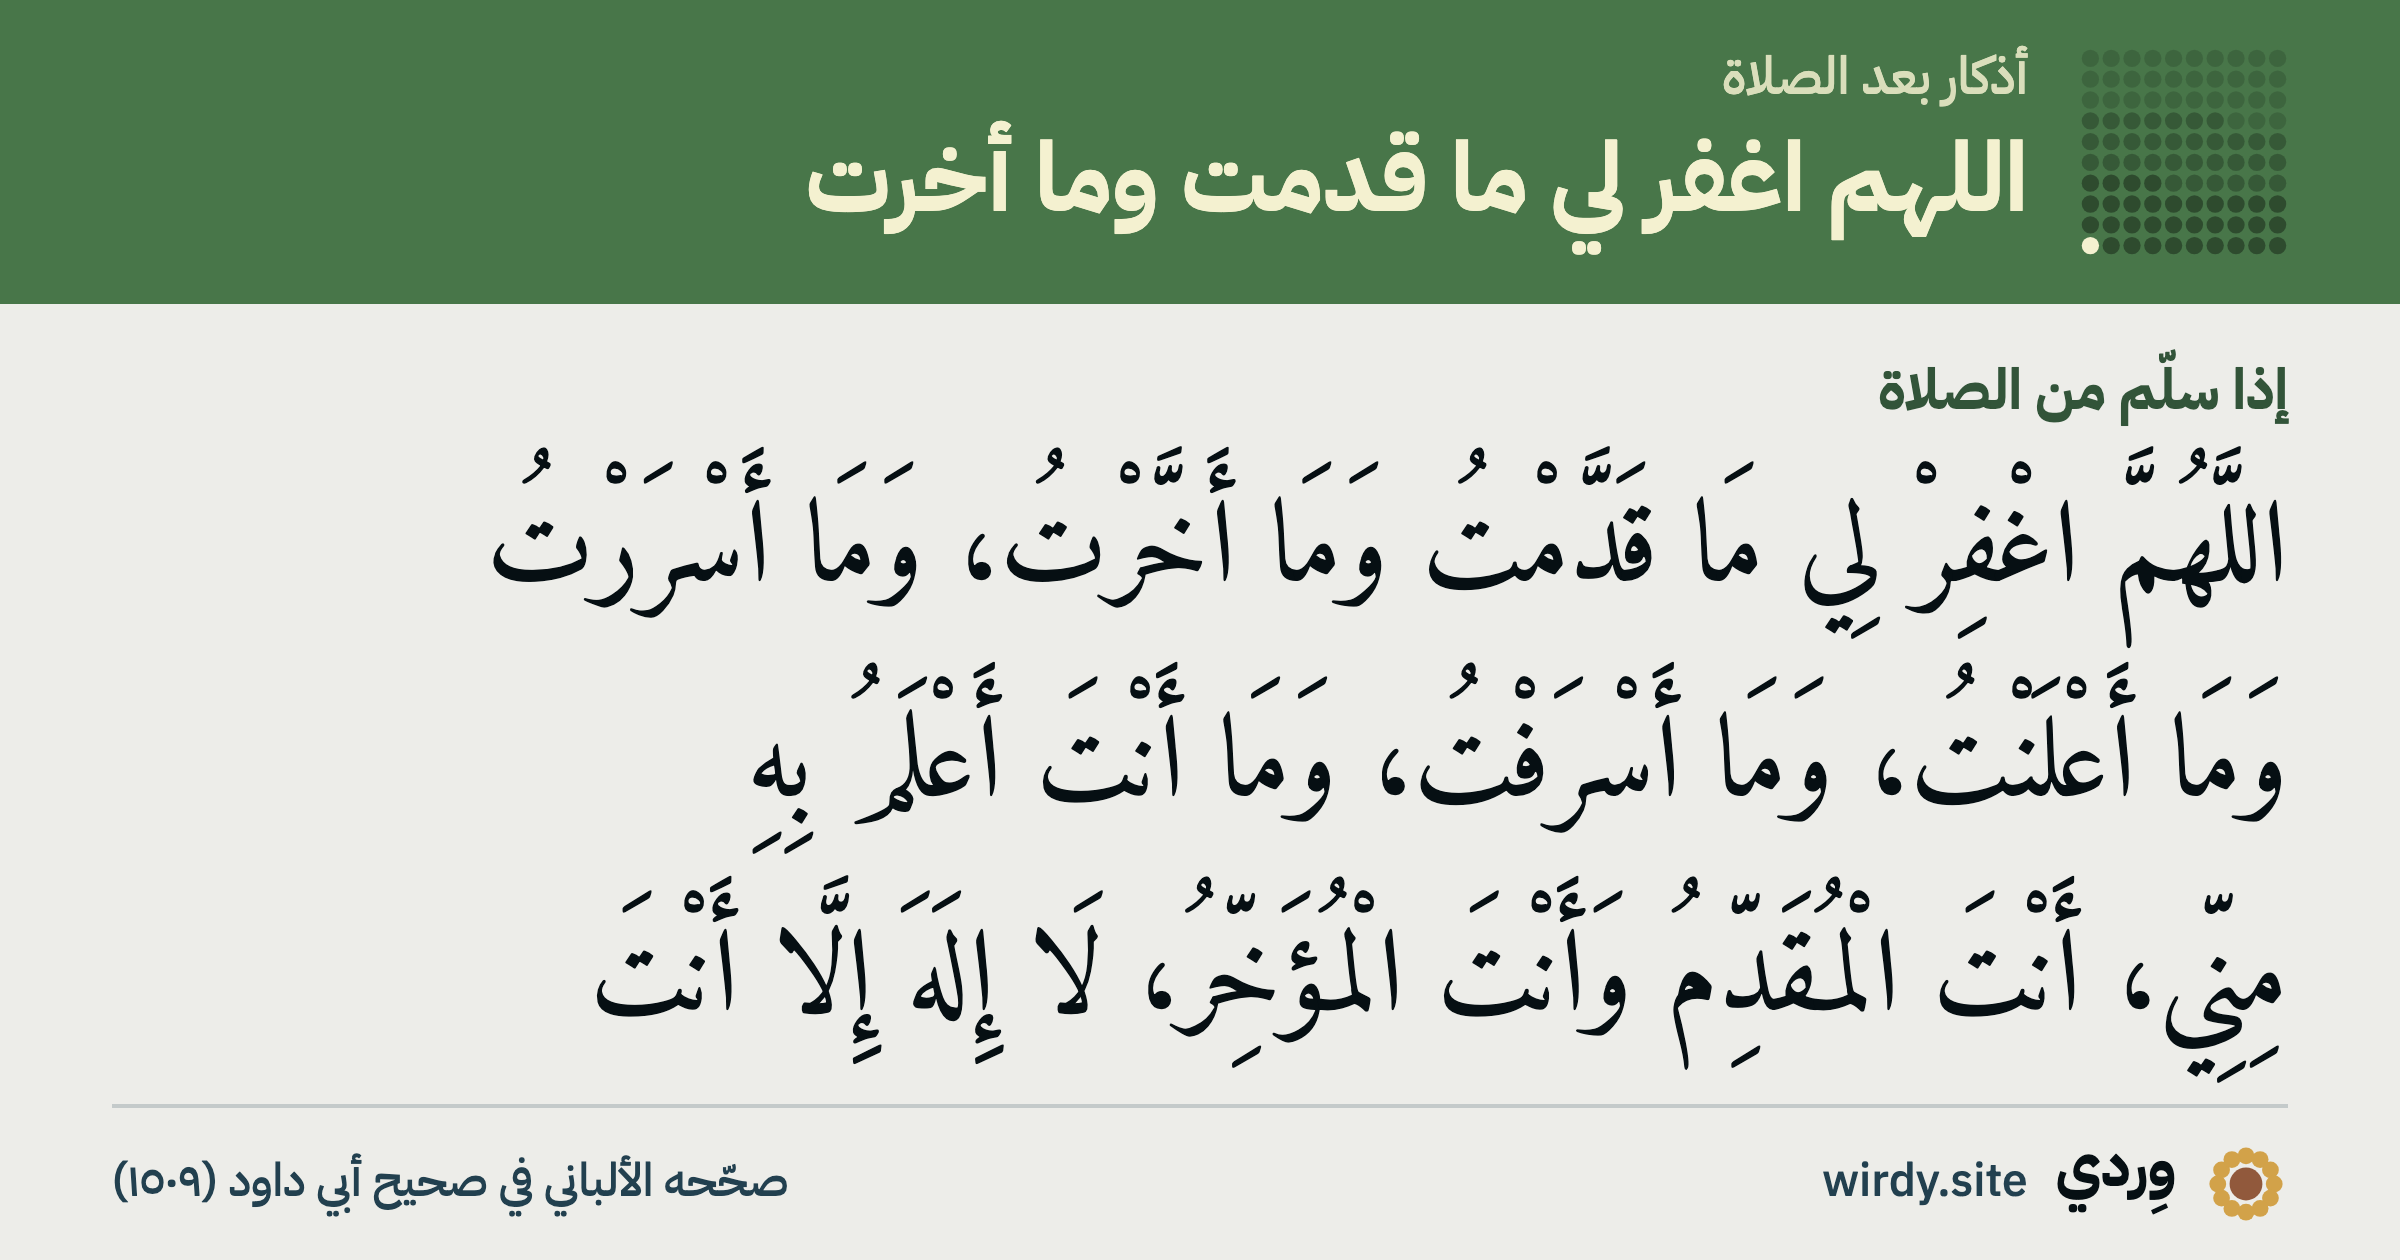 أذكار بعد الصلاة
اللهم اغفر لي ما قدمت وما أخرت
إذا سلّم من الصلاة
اللَّهُمَّ اغْفِرْ لِي مَا قَدَّمْتُ وَمَا أَخَّرْتُ، وَمَا أَسْرَرْتُ
وَمَا أَعْلَنْتُ، وَمَا أَسْرَفْتُ، وَمَا أَنْتَ أَعْلَمُ بِهِ
مِنِّي، أَنْتَ الْمُقَدِّمُ وَأَنْتَ الْمُؤَخِّرُ، لَا إِلَهَ إِلَّا أَنْتَ
وِردي wirdy.site
صحّحه الألباني في صحيح أبي داود (١٥٠٩)